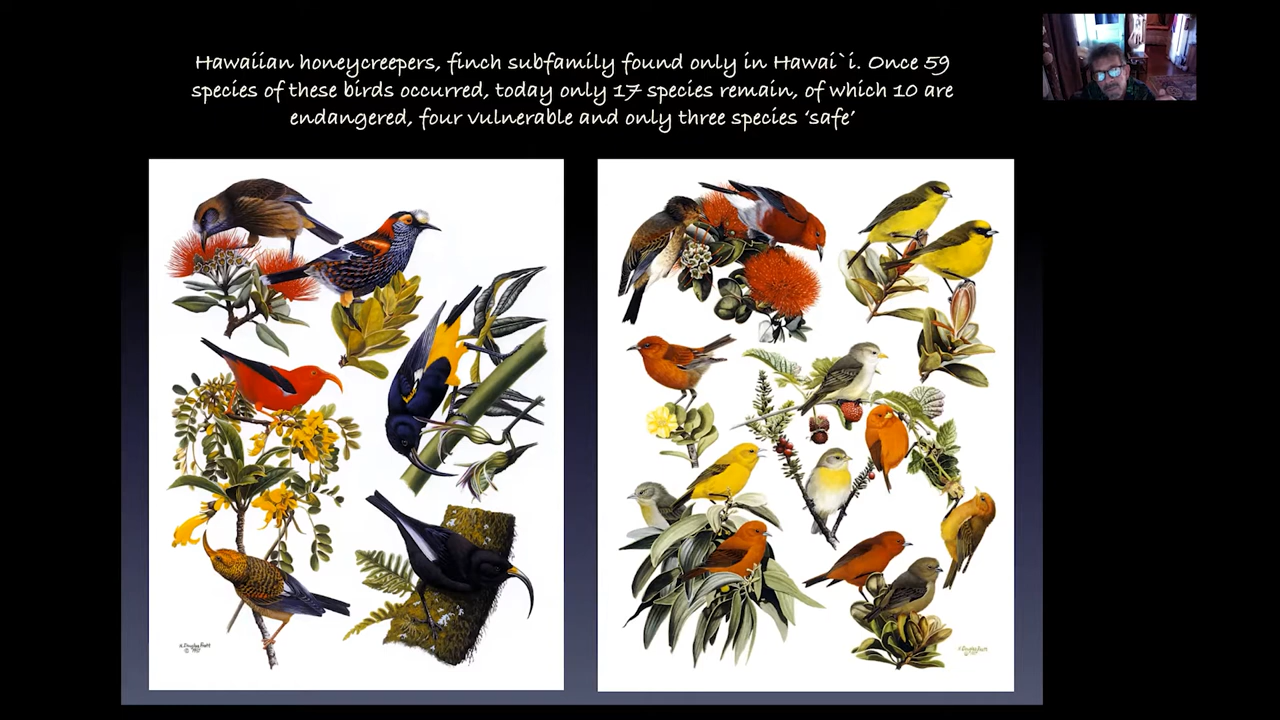 Hawaiian honeycreepers, finch subfamily found only in Hawai`i. Once 59
species of these birds occurred, today only 17 species remain, of which 10 are
endangered, four vulnerable and only three species ‘safe’